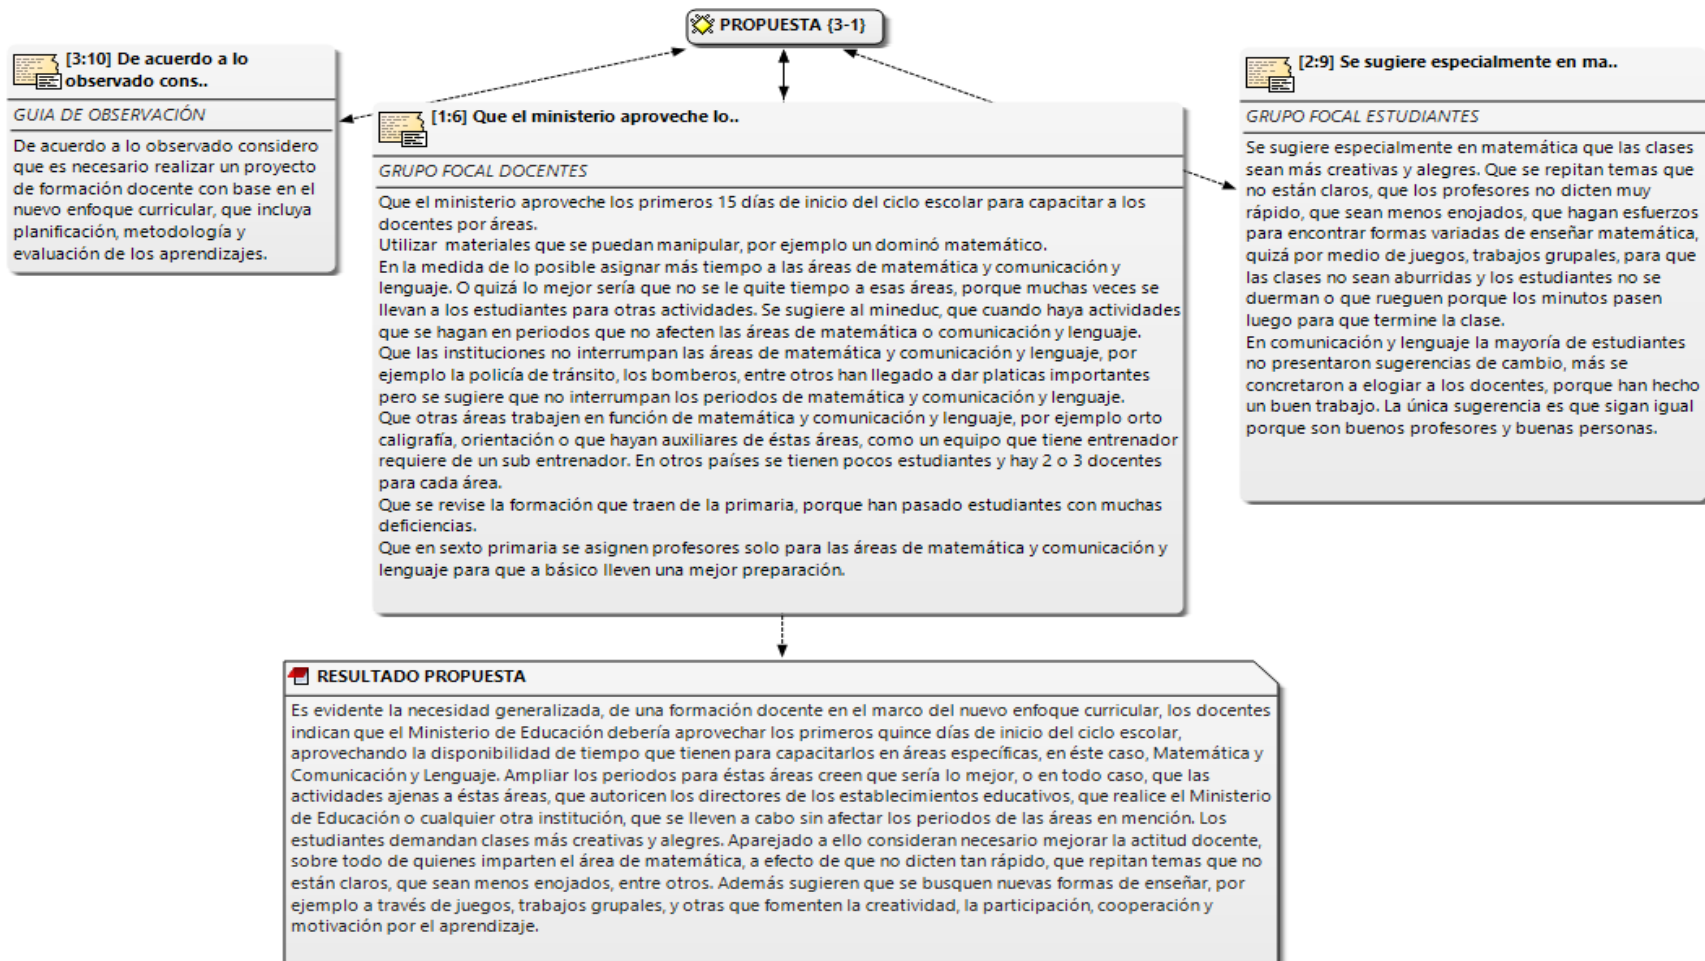 PROPUESTA {3-1}
[3:10] De acuerdo a lo
observado cons..
GUIA DE OBSERVACIÓN
De acuerdo a lo observado considero
que es necesario realizar un proyecto
de formación docente con base en el
nuevo enfoque curricular, que incluya
planificación, metodología y
evaluación de los aprendizajes.
[1:6] Que el ministerio aproveche lo..
GRUPO FOCAL DOCENTES
Que el ministerio aproveche los primeros 15 días de inicio del ciclo escolar para capacitar a los
docentes por áreas.
Utilizar materiales que se puedan manipular, por ejemplo un dominó matemático.
En la medida de lo posible asignar más tiempo a las áreas de matemática y comunicación y
lenguaje. O quizá lo mejor sería que no se le quite tiempo a esas áreas, porque muchas veces se
llevan a los estudiantes para otras actividades. Se sugiere al mineduc, que cuando haya actividades
que se hagan en periodos que no afecten las áreas de matemática o comunicación y lenguaje.
Que las instituciones no interrumpan las áreas de matemática y comunicación y lenguaje, por
ejemplo la policía de tránsito, los bomberos, entre otros han llegado a dar platicas importantes
pero se sugiere que no interrumpan los periodos de matemática y comunicación y lenguaje.
Que otras áreas trabajen en función de matemática y comunicación y lenguaje, por ejemplo orto
caligrafía, orientación o que hayan auxiliares de éstas áreas, como un equipo que tiene entrenador
requiere de un sub entrenador. En otros países se tienen pocos estudiantes y hay 2 o 3 docentes
para cada área.
Que se revise la formación que traen de la primaria, porque han pasado estudiantes con muchas
deficiencias.
Que en sexto primaria se asignen profesores solo para las áreas de matemática y comunicación y
lenguaje para que a básico lleven una mejor preparación.
[2:9] Se sugiere especialmente en ma..
GRUPO FOCAL ESTUDIANTES
Se sugiere especialmente en matemática que las clases
sean más creativas y alegres. Que se repitan temas que
no están claros, que los profesores no dicten muy
rápido, que sean menos enojados, que hagan esfuerzos
para encontrar formas variadas de enseñar matemática,
quizá por medio de juegos, trabajos grupales, para que
las clases no sean aburridas y los estudiantes no se
duerman o que rueguen porque los minutos pasen
luego para que termine la clase.
En comunicación y lenguaje la mayoría de estudiantes
no presentaron sugerencias de cambio, más se
concretaron a elogiar a los docentes, porque han hecho
un buen trabajo. La única sugerencia es que sigan igual
porque son buenos profesores y buenas personas.
RESULTADO PROPUESTA
Es evidente la necesidad generalizada, de una formación docente en el marco del nuevo enfoque curricular, los docentes
indican que el Ministerio de Educación debería aprovechar los primeros quince días de inicio del ciclo escolar,
aprovechando la disponibilidad de tiempo que tienen para capacitarlos en áreas específicas, en éste caso, Matemática y
Comunicación y Lenguaje. Ampliar los periodos para éstas áreas creen que sería lo mejor, o en todo caso, que las
actividades ajenas a éstas áreas, que autoricen los directores de los establecimientos educativos, que realice el Ministerio
de Educación o cualquier otra institución, que se lleven a cabo sin afectar los periodos de las áreas en mención. Los
estudiantes demandan clases más creativas y alegres. Aparejado a ello consideran necesario mejorar la actitud docente,
sobre todo de quienes imparten el área de matemática, a efecto de que no dicten tan rápido, que repitan temas que no
están claros, que sean menos enojados, entre otros. Además sugieren que se busquen nuevas formas de enseñar, por
ejemplo a través de juegos, trabajos grupales, y otras que fomenten la creatividad, la participación, cooperación y
motivación por el aprendizaje.